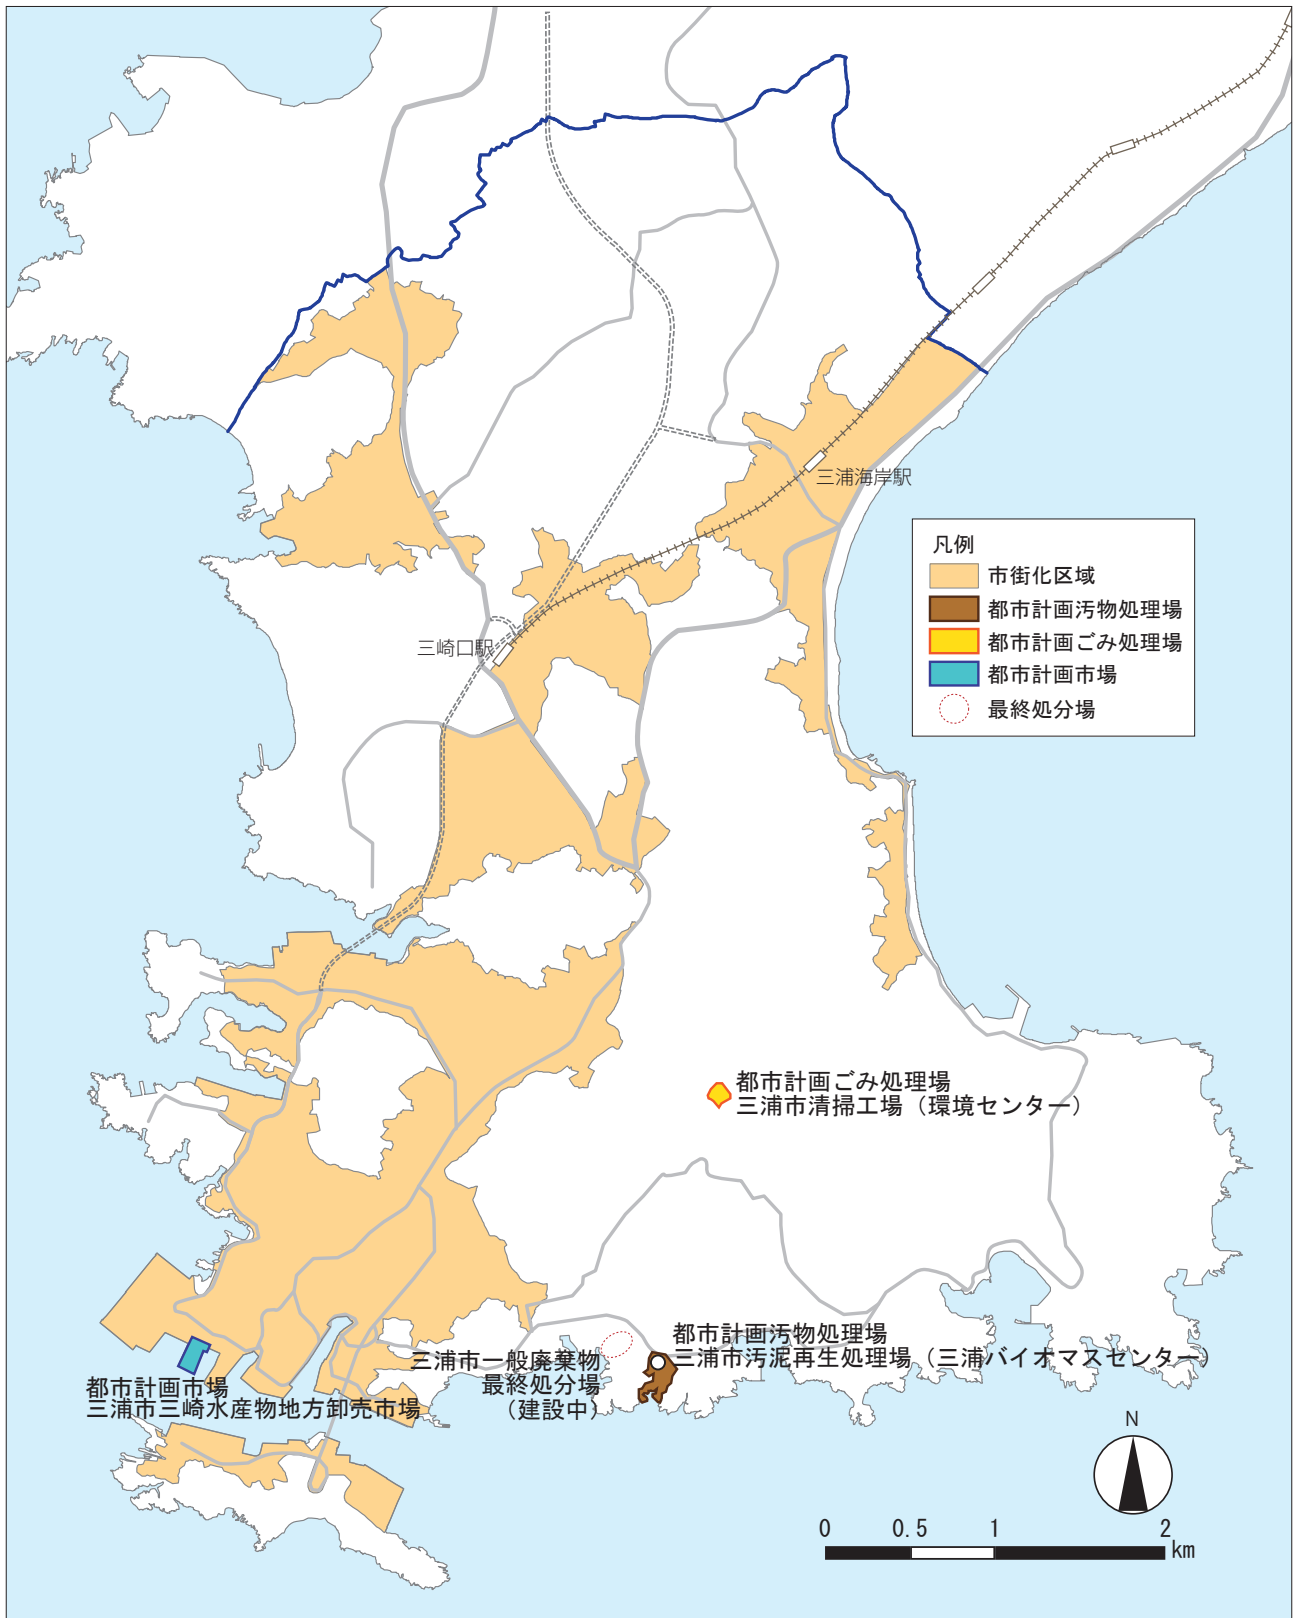 三浦海岸駅
凡例
市街化区域
都市計画汚物処理場
都市計画ごみ処理場
都市計画市場
最終処分場
三崎口駅
都市計画ごみ処理場
三浦市清掃工場（環境センター）
都市計画汚物処理場
三浦市汚泥再生処理場（三浦バイオマスセンター）
三浦市一般廃棄物
最終処分場
（建設中）
都市計画市場
三浦市三崎水産物地方卸売市場
N
0 0.5 1 2
km